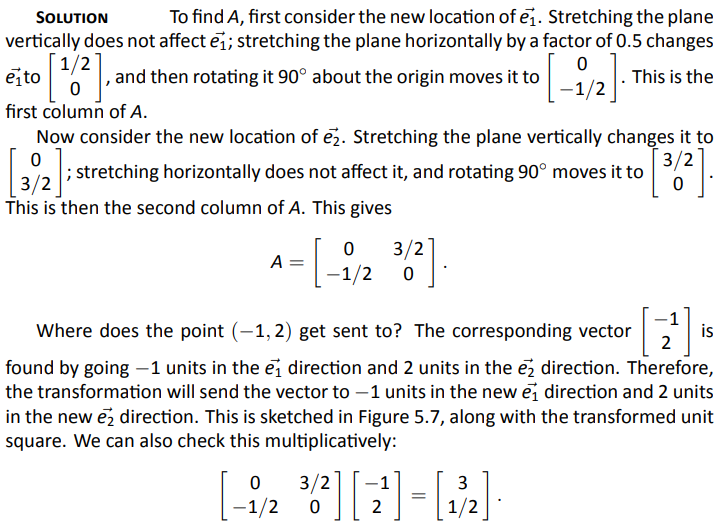 SOLUTION To find A, first consider the new location of e⃗₁. Stretching the plane
vertically does not affect e⃗₁; stretching the plane horizontally by a factor of 0.5 changes
e⃗₁to [ 1/2 0 ], and then rotating it 90° about the origin moves it to [ 0 −1/2 ]. This is the
first column of A.
Now consider the new location of e⃗₂. Stretching the plane vertically changes it to
[ 0 3/2 ]; stretching horizontally does not affect it, and rotating 90° moves it to [ 3/2 0 ].
This is then the second column of A. This gives
A = [ 0 3/2 −1/2 0 ].
Where does the point (−1, 2) get sent to? The corresponding vector [ −1 2 ] is
found by going −1 units in the e⃗₁ direction and 2 units in the e⃗₂ direction. Therefore,
the transformation will send the vector to −1 units in the new e⃗₁ direction and 2 units
in the new e⃗₂ direction. This is sketched in Figure 5.7, along with the transformed unit
square. We can also check this multiplicatively:
[ 0 3/2 −1/2 0 ] [ −1 2 ] = [ 3 1/2 ].